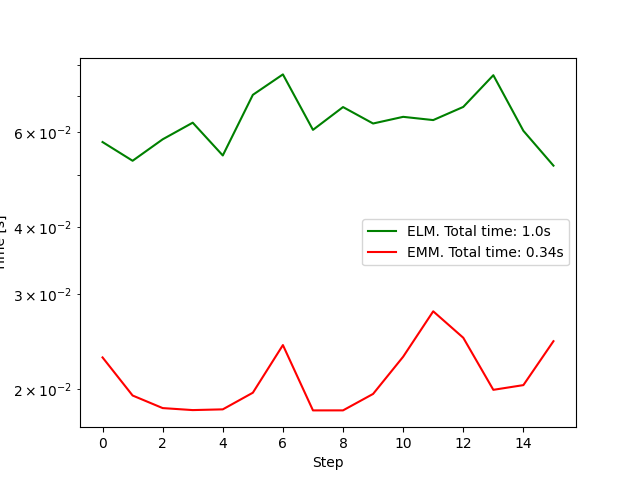 6 × 10⁻²
4 × 10⁻²
3 × 10⁻²
2 × 10⁻²
ELM. Total time: 1.0s
EMM. Total time: 0.34s
0 2 4 6 8 10 12 14
Step